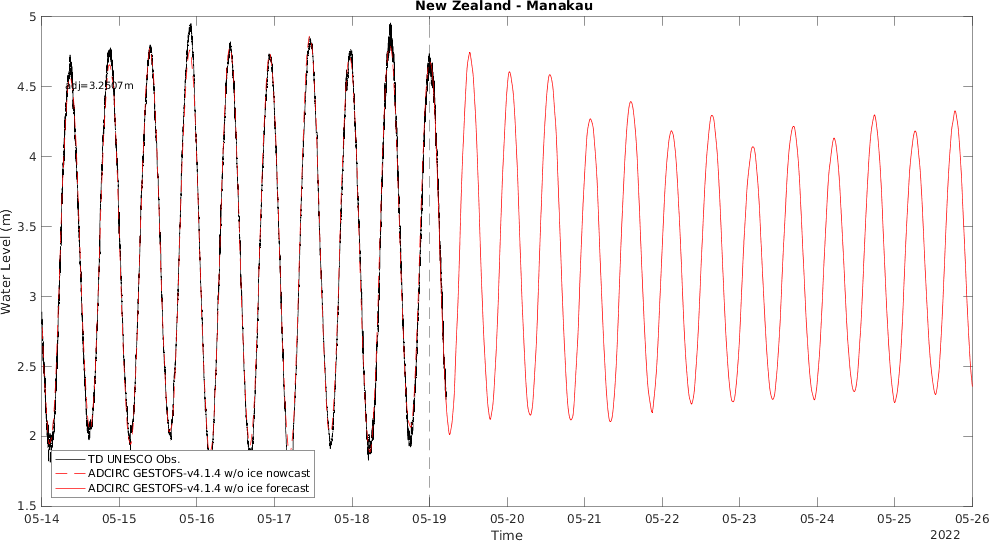 New Zealand - Manakau
5
4.5
4
3.5
3
2.5
2
1.5
Water Level (m)
adj=3.2507m
TD UNESCO Obs.
ADCIRC GESTOFS-v4.1.4 w/o ice nowcast
ADCIRC GESTOFS-v4.1.4 w/o ice forecast
05-14 05-15 05-16 05-17 05-18 05-19 05-20 05-21 05-22 05-23 05-24 05-25 05-26
Time
2022